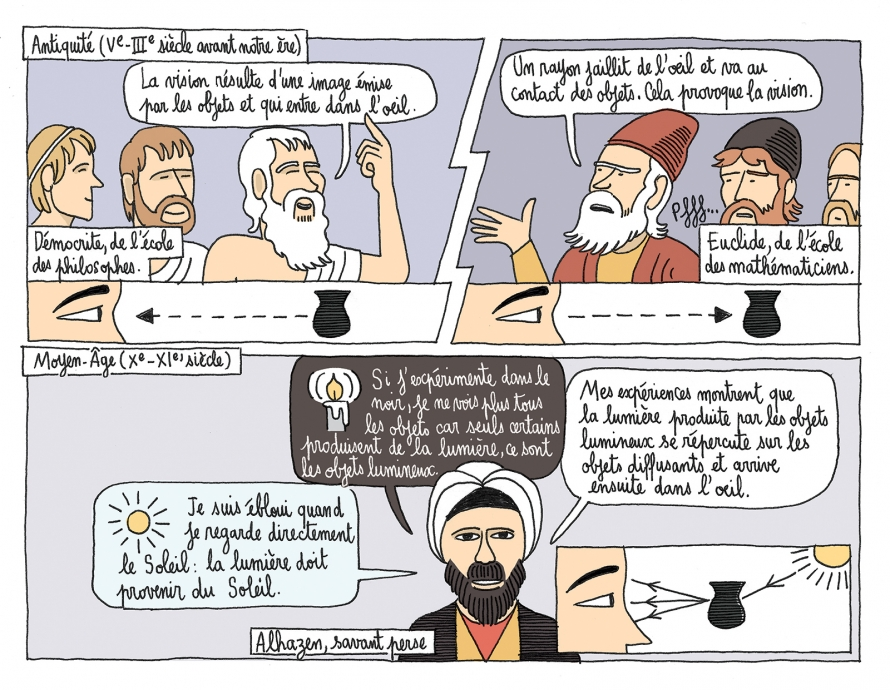 Antiquité (Ve-IIIe siècle avant notre ère)
La vision résulte d'une image émise
par les objets et qui entre dans l'oeil.
Démocrite, de l'école
des philosophes.
Un rayon jaillit de l'oeil et va au
contact des objets. Cela provoque la vision.
Pfff...
Euclide, de l'école
des mathématiciens.
Moyen-Âge (Xe-XIe, siècle)
Si j'expérimente dans le
noir, je ne vois plus tous
les objets car seuls certains
produisent de la lumière, ce sont
les objets lumineux.
Mes expériences montrent que
la lumière produite par les objets
lumineux se répercute sur les
objets diffusants et arrive
ensuite dans l'oeil.
Je suis ébloui quand
je regarde directement
le Soleil : la lumière doit
provenir du Soleil.
Alhazen, savant perse